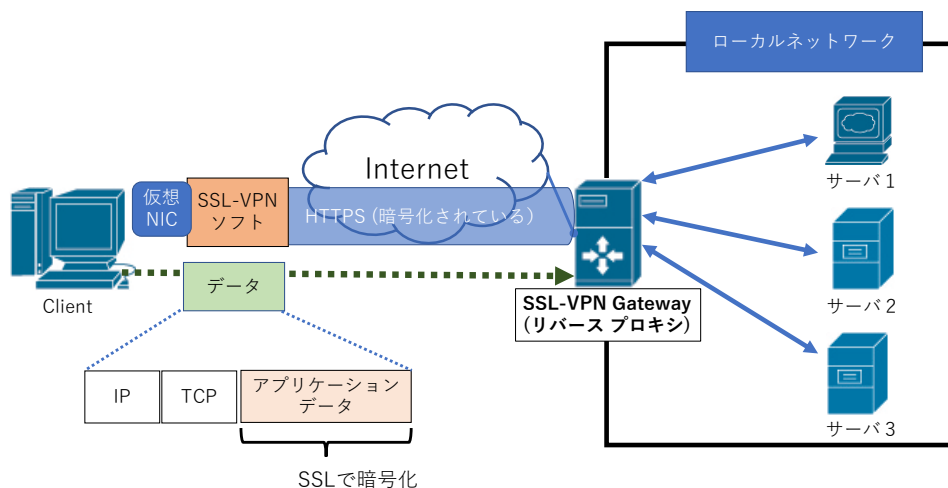 ローカルネットワーク
Internet
仮想
NIC
SSL-VPN
ソフト
HTTPS (暗号化されている)
サーバ 1
Client
データ
サーバ 2
SSL-VPN Gateway
(リバース プロキシ)
IP
TCP
アプリケーション
データ
サーバ 3
SSLで暗号化